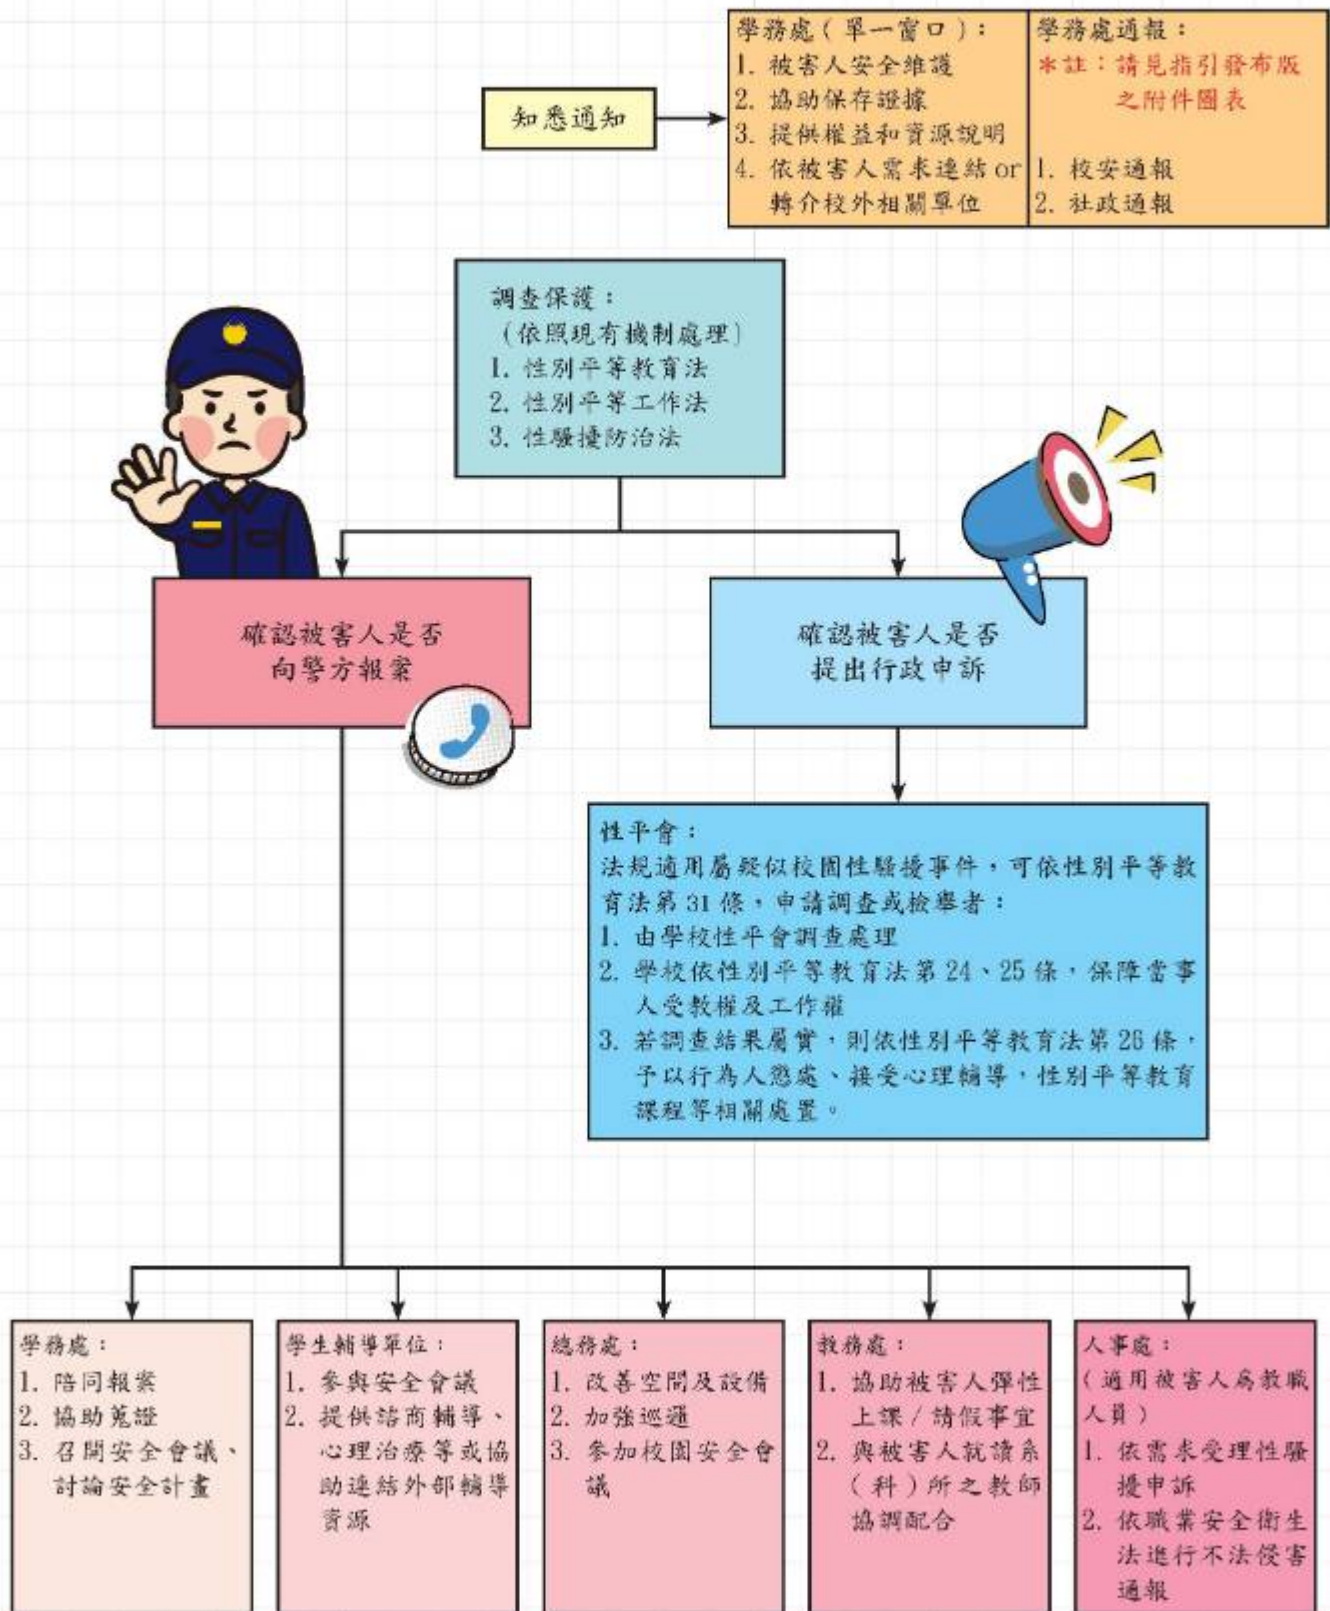 知悉通知
學務處（單一窗口）：
1. 被害人安全維護
2. 協助保存證據
3. 提供權益和資源說明
4. 依被害人需求連結 or
轉介校外相關單位
學務處通報：
＊註：請見指引發布版
之附件圖表
1. 校安通報
2. 社政通報
調查保護：
（依照現有機制處理）
1. 性別平等教育法
2. 性別平等工作法
3. 性騷擾防治法
確認被害人是否
向警方報案
確認被害人是否
提出行政申訴
性平會：
法規適用屬疑似校園性騷擾事件，可依性別平等教
育法第 31 條，申請調查或檢舉者：
1. 由學校性平會調查處理
2. 學校依性別平等教育法第 24、25 條，保障當事
人受教權及工作權
3. 若調查結果屬實，則依性別平等教育法第 26 條，
予以行為人懲處、接受心理輔導，性別平等教育
課程等相關處置。
學務處：
1. 陪同報案
2. 協助蒐證
3. 召開安全會議、
討論安全計畫
學生輔導單位：
1. 參與安全會議
2. 提供諮商輔導、
心理治療等或協
助連結外部輔導
資源
總務處：
1. 改善空間及設備
2. 加強巡邏
3. 參加校園安全會
議
教務處：
1. 協助被害人彈性
上課 / 請假事宜
2. 與被害人就讀系
（科）所之教師
協調配合
人事處：
（適用被害人為教職
人員）
1. 依需求受理性騷
擾申訴
2. 依職業安全衛生
法進行不法侵害
通報